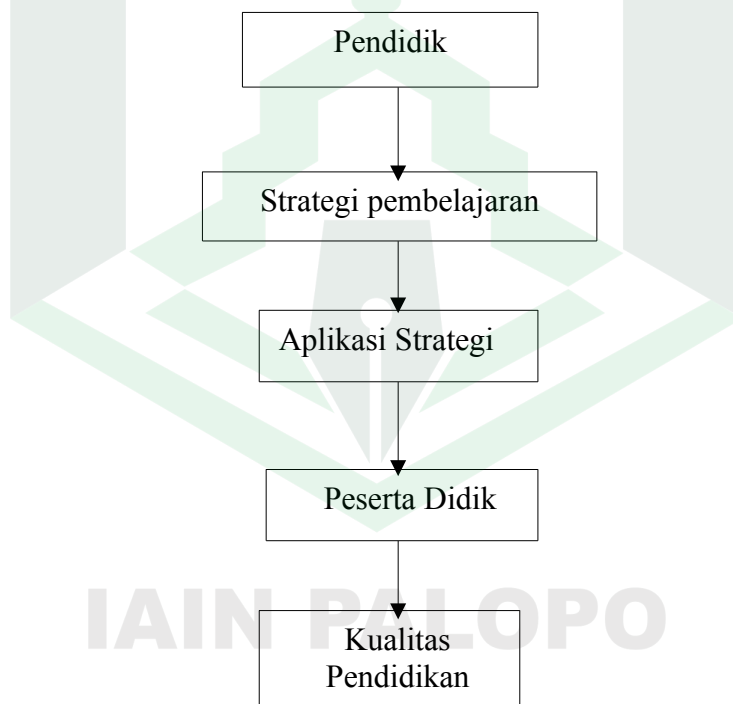 Pendidik
Strategi pembelajaran
Aplikasi Strategi
Peserta Didik
IAIN PALOPO
Kualitas
Pendidikan